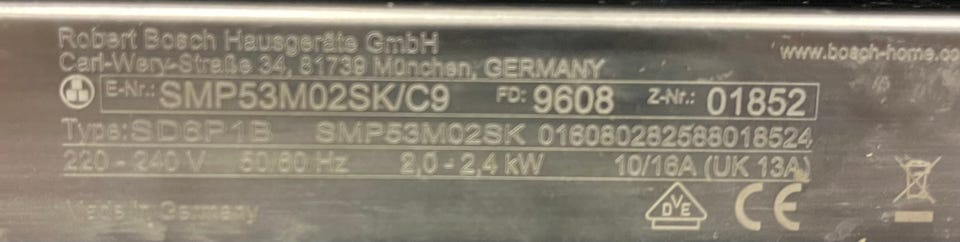 Robert Bosch Hausgeräte GmbH
www.bosch-home.co
Carl-Wery-Straße 34, 81739 München, GERMANY
E-Nr.: SMP53M02SK/C9 FD: 9608 Z-Nr.: 01852
Type: SD6P1B SMP53M02SK 016080282588018524
220 - 240 V 50/60 Hz 2,0 - 2,4 kW 10/16A (UK 13A)
Made in Germany
DVE CE